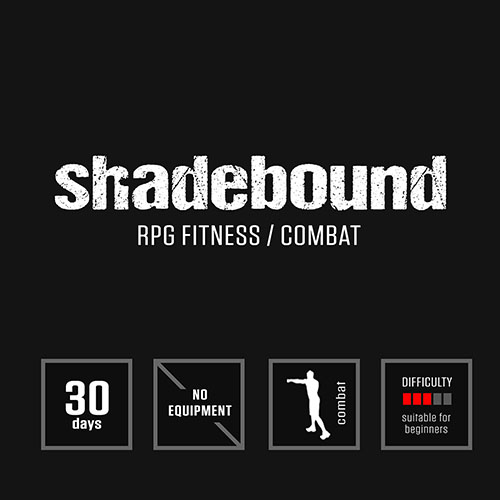 shadebound
RPG FITNESS / COMBAT
30
days
NO
EQUIPMENT
combat
DIFFICULTY
suitable for
beginners